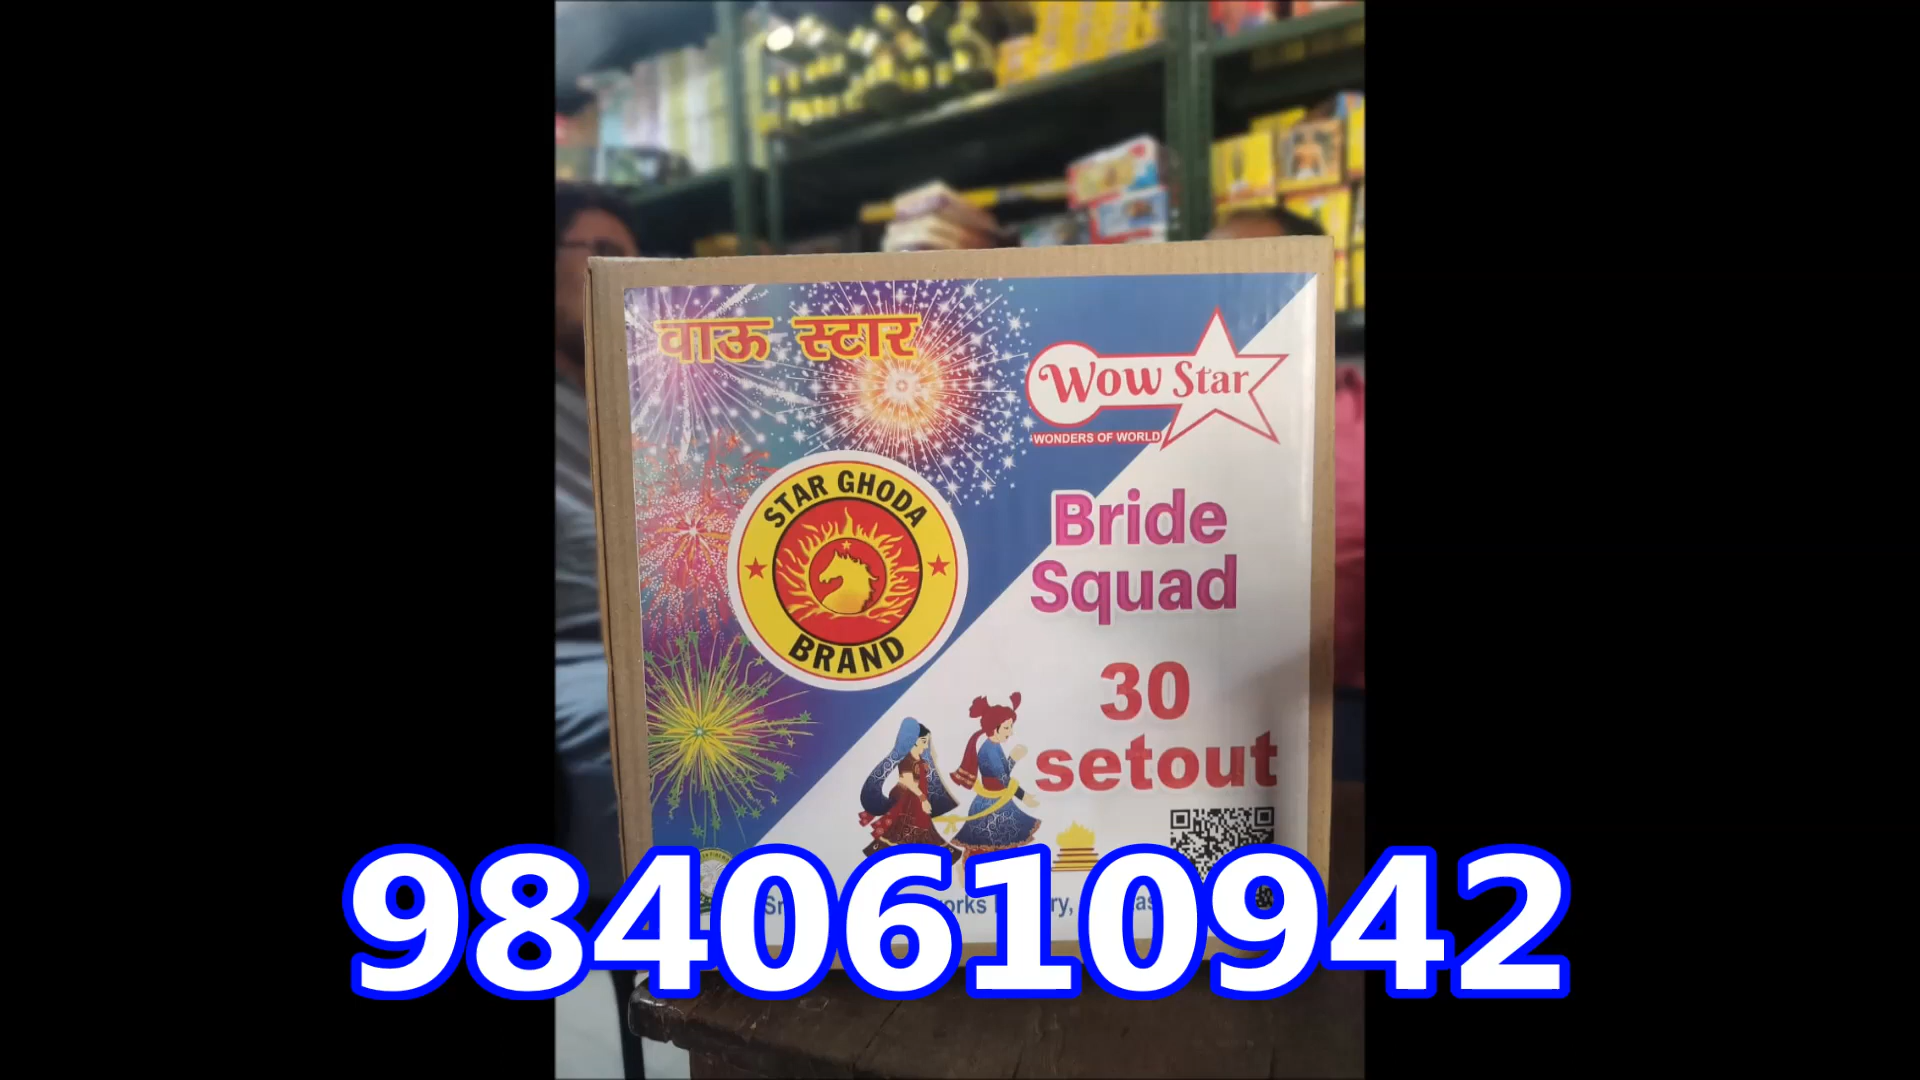 वाऊ स्टार
Wow Star
WONDERS OF WORLD
STAR GHODA
BRAND
Bride
Squad
30
setout
9840610942